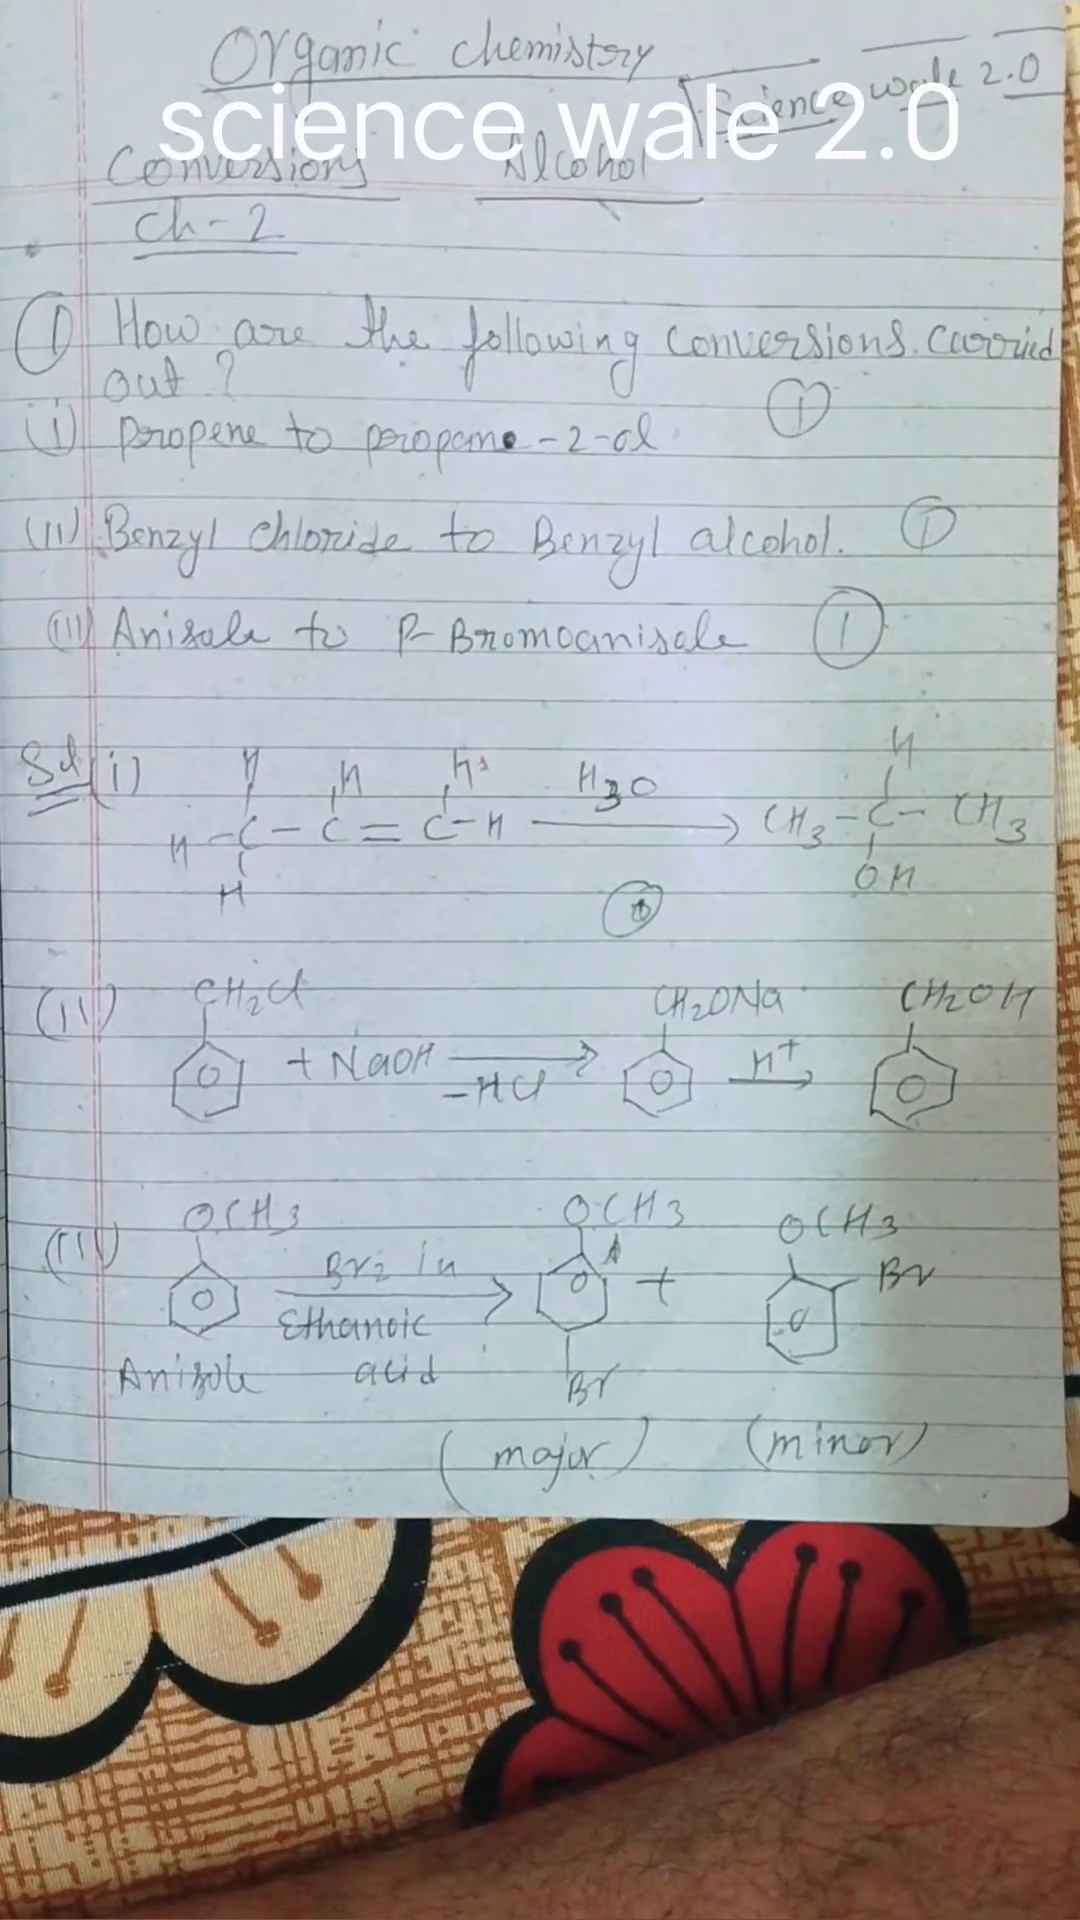 Organic chemistry
Science wale 2.0
science wale 2.0
Conversions Alcohol
Ch-2
① How are the following conversions. carried
out ?
(i) propene to propane-2-ol ①
(II) Benzyl chloride to Benzyl alcohol. ①
(III) Anisole to P-Bromoanisole ①
Sol (i) H H H H3O H
H-C-C=C-H CH3-C-CH3
H OH
(II) CH2Cl CH2ONa CH2OH
+ NaOH H+
-HCl
(III) OCH3 OCH3 OCH3
Br2 in + Br
Ethanoic
Anisole acid Br
(major) (minor)